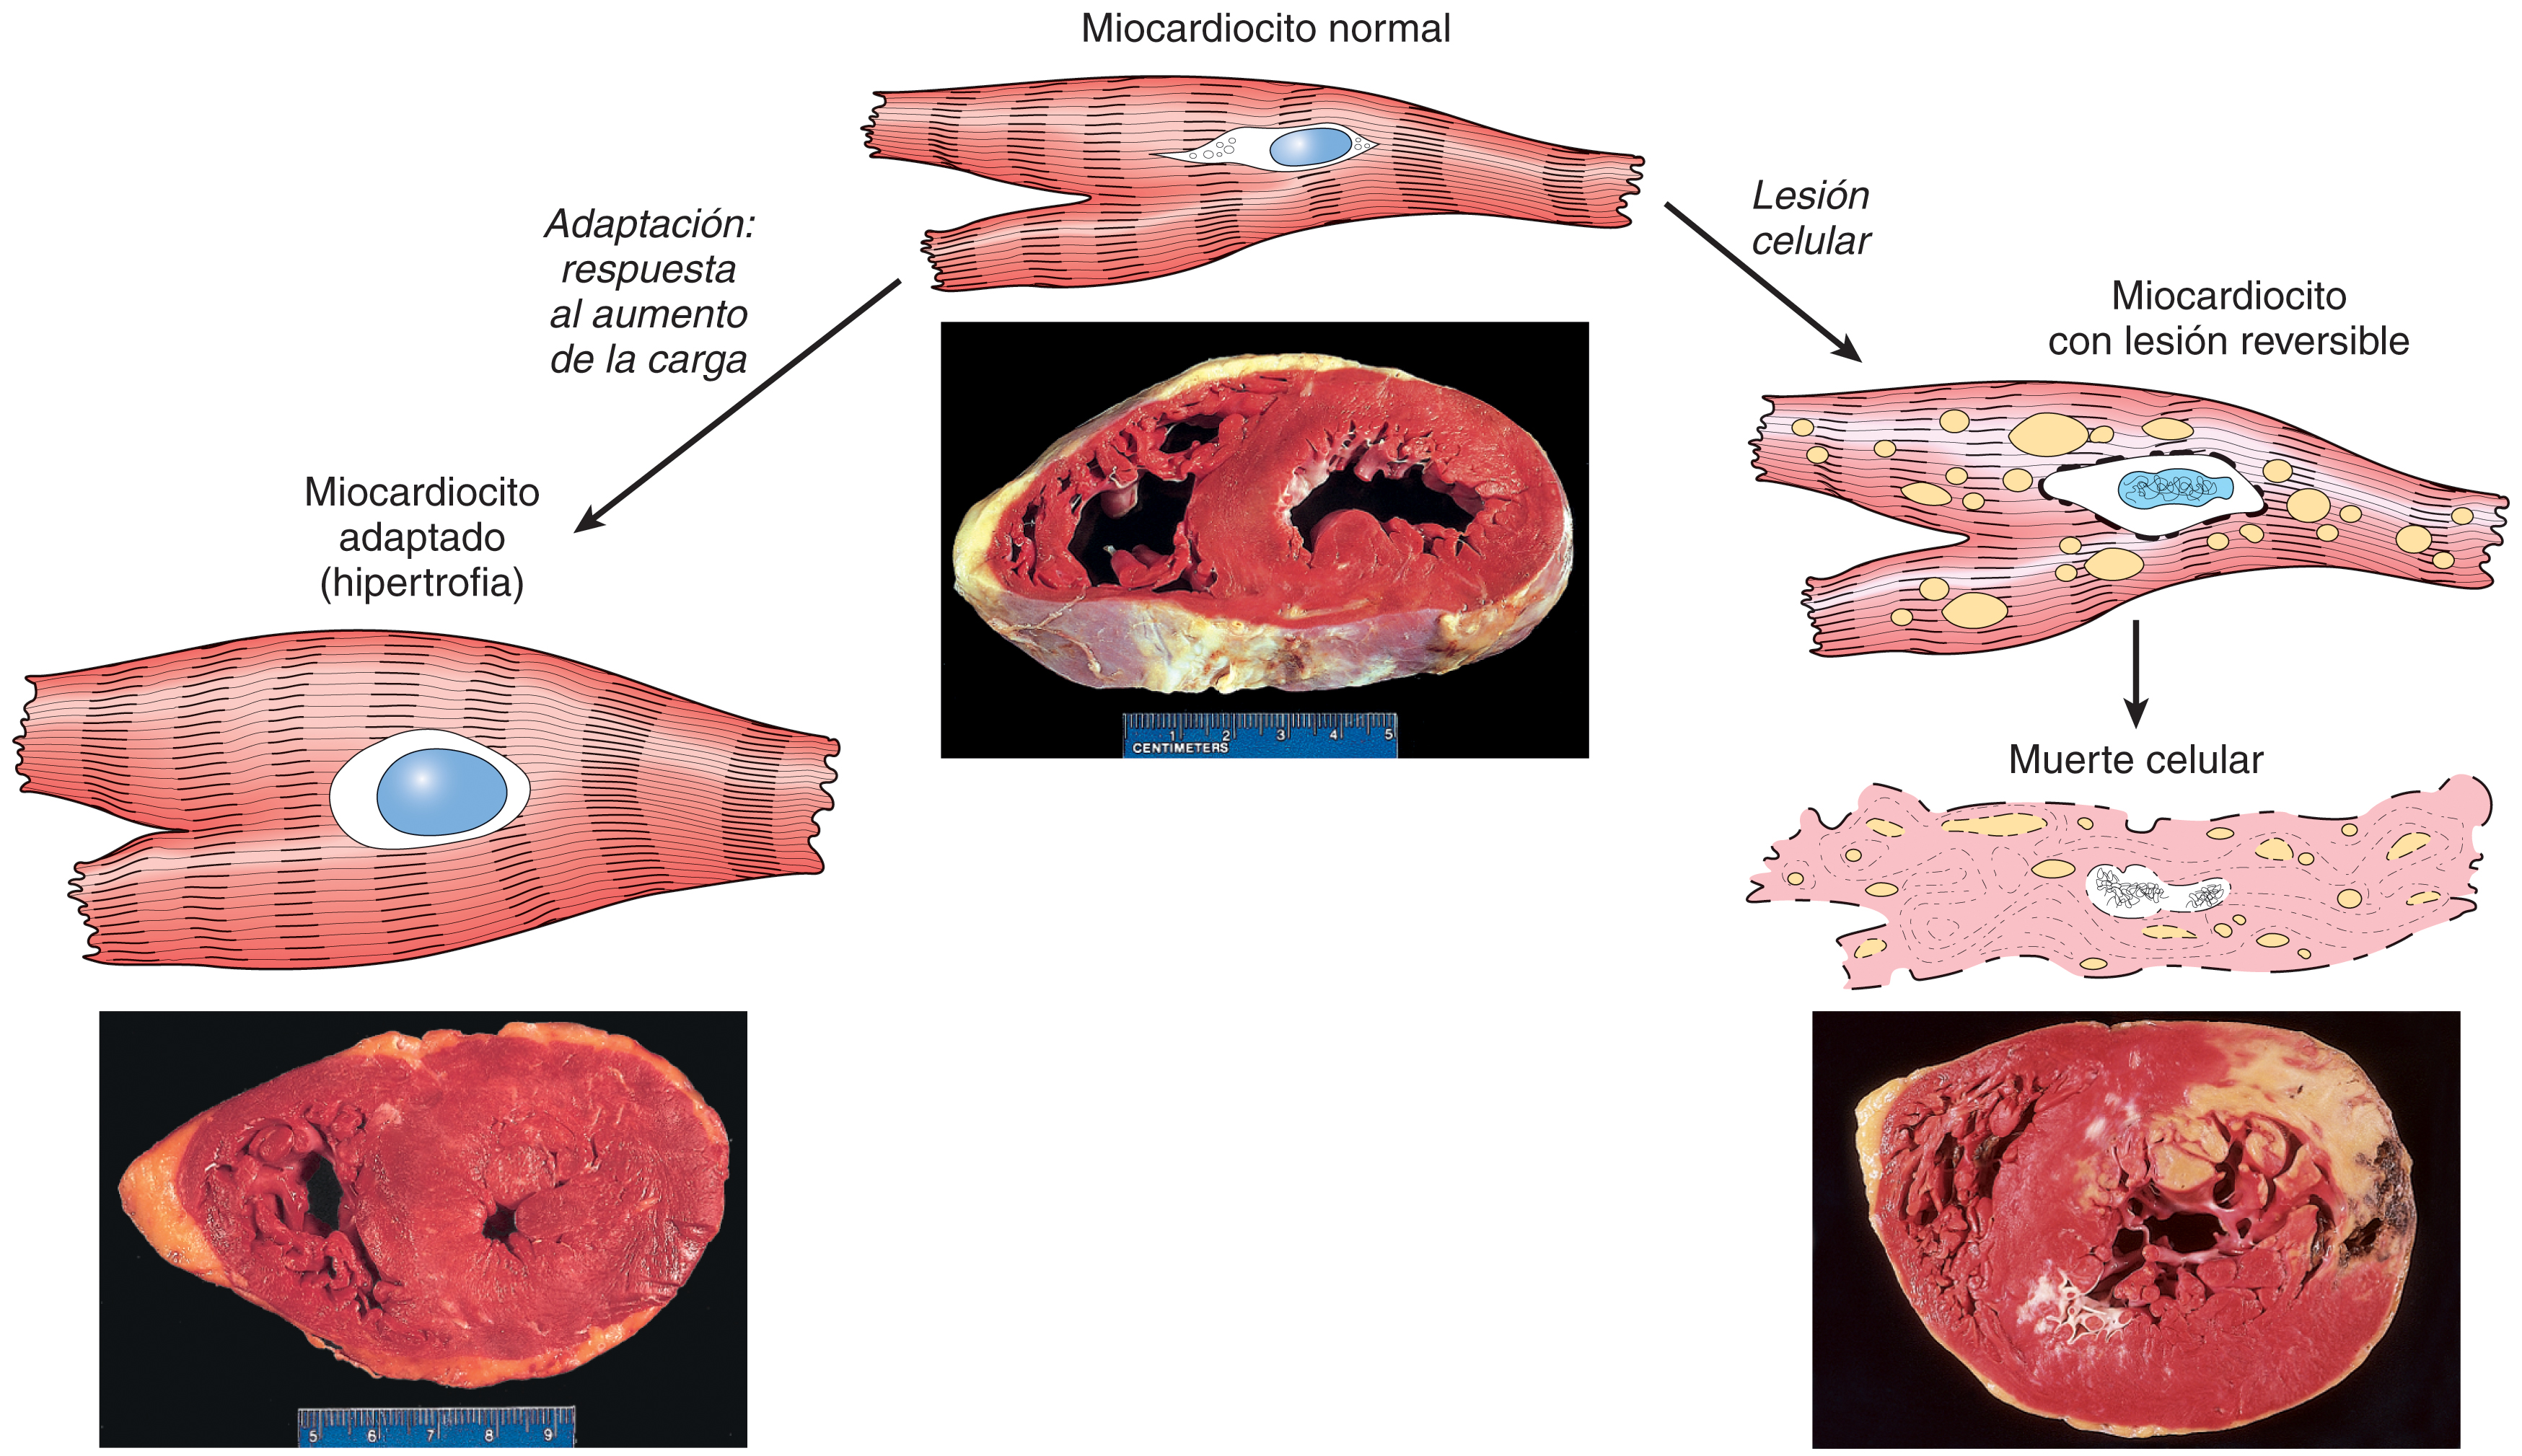 Miocardiocito normal
Adaptación:
respuesta
al aumento
de la carga
Lesión
celular
Miocardiocito
con lesión reversible
Miocardiocito
adaptado
(hipertrofia)
1 2 3 4 5
CENTIMETERS
Muerte celular
5 6 7 8 9